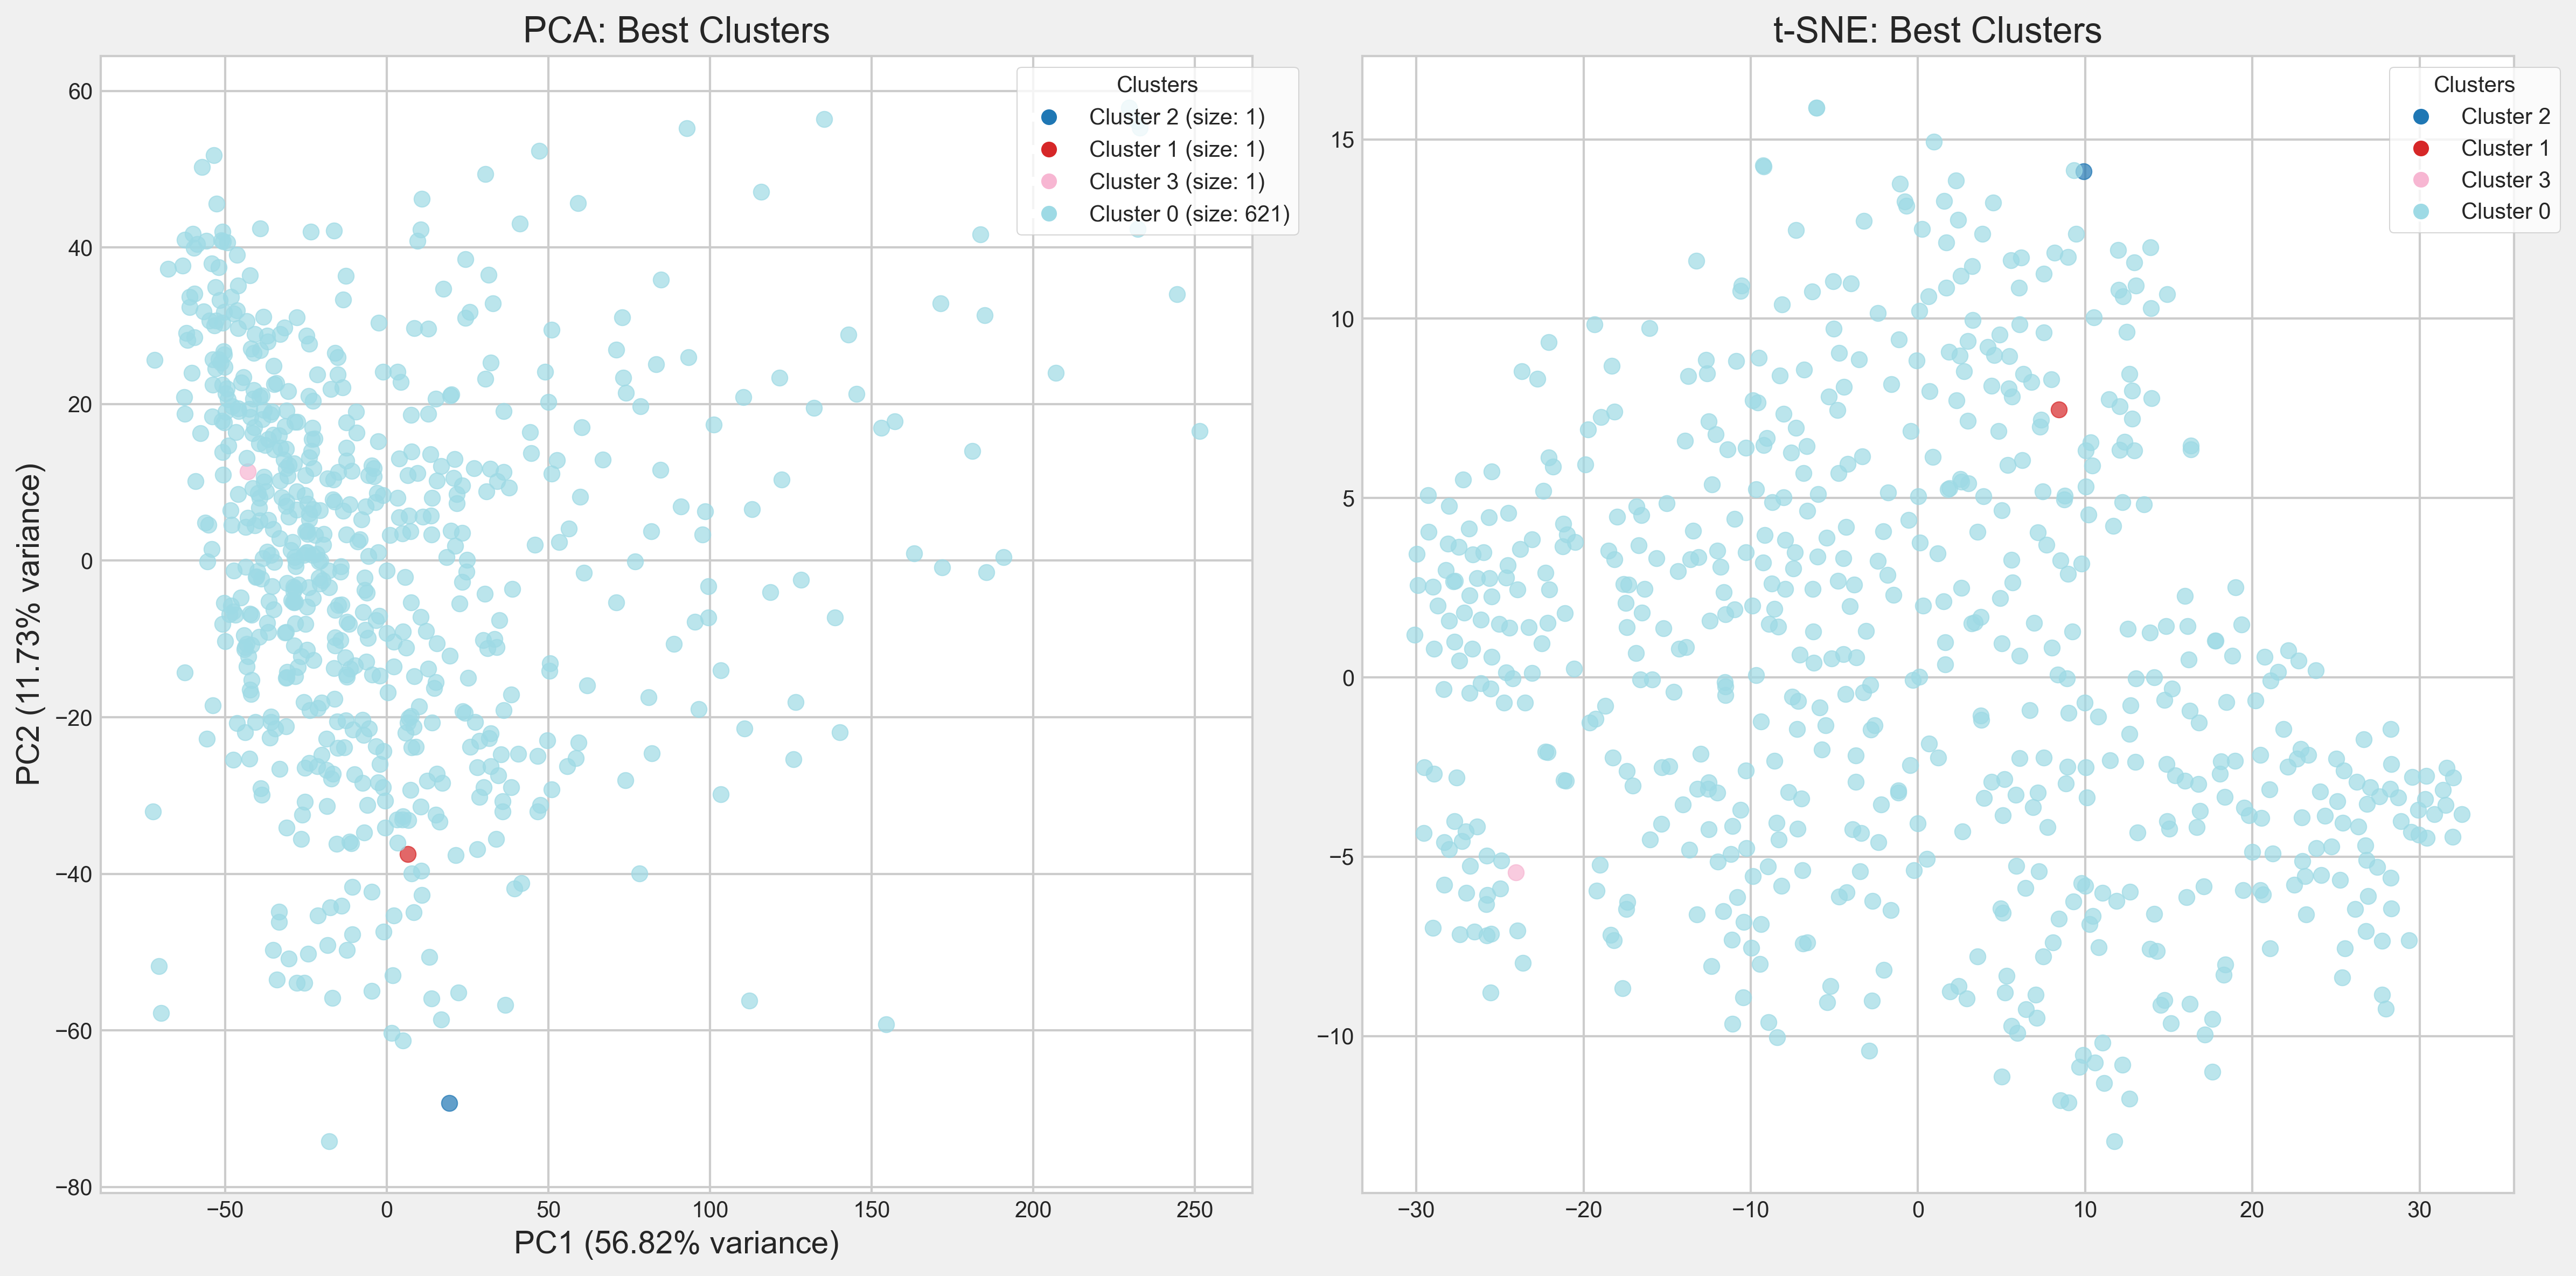 PCA: Best Clusters
60
40
20
0
−20
−40
−60
−80
PC2 (11.73% variance)
−50
0
50
100
150
200
250
PC1 (56.82% variance)
Clusters
Cluster 2 (size: 1)
Cluster 1 (size: 1)
Cluster 3 (size: 1)
Cluster 0 (size: 621)
t-SNE: Best Clusters
15
10
5
0
−5
−10
−30
−20
−10
0
10
20
30
Clusters
Cluster 2
Cluster 1
Cluster 3
Cluster 0